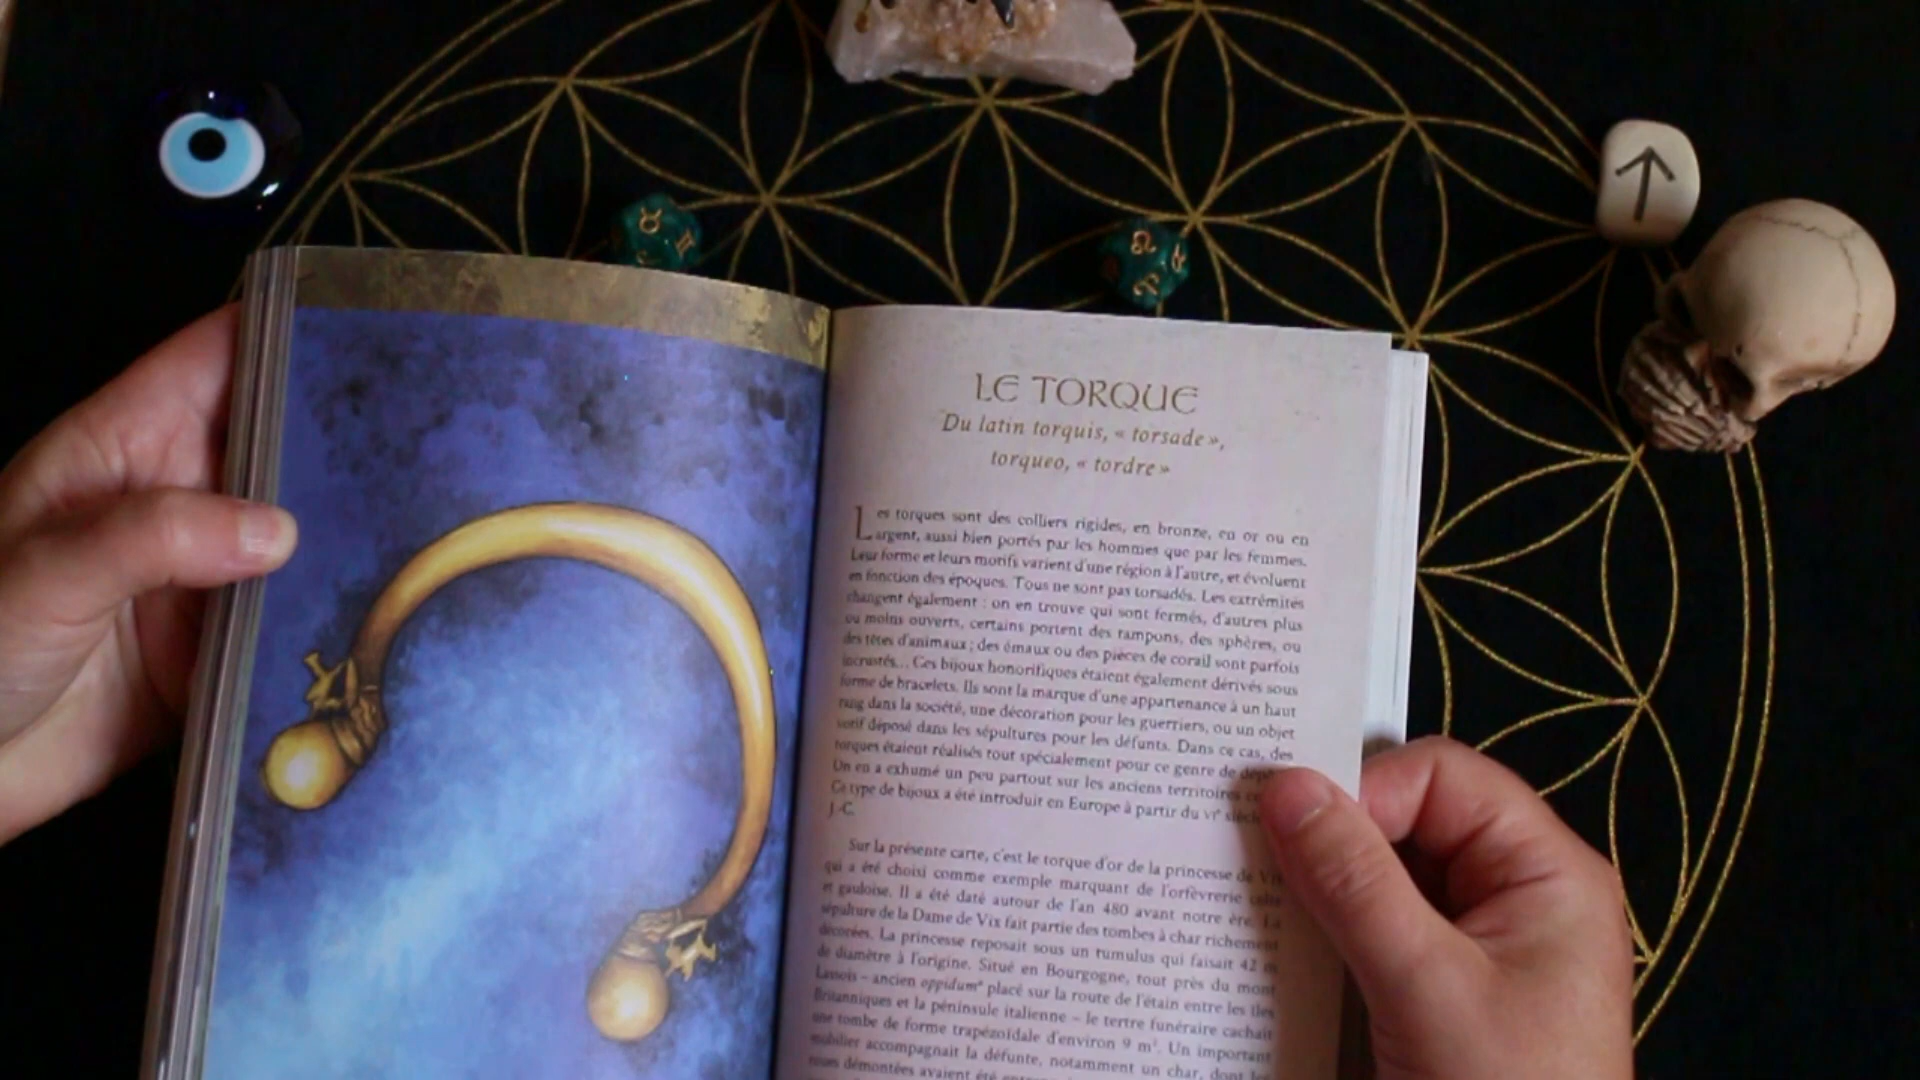 LE TORQUE
Du latin torquis, « torsade »,
torqueo, « tordre »
Les torques sont des colliers rigides, en bronze, en or ou en
argent, aussi bien portés par les hommes que par les femmes.
Leur forme et leurs motifs varient d'une région à l'autre, et évoluent
en fonction des époques. Tous ne sont pas torsadés. Les extrémités
changent également : on en trouve qui sont fermés, d'autres plus
ou moins ouverts, certains portent des tampons, des sphères, ou
des têtes d'animaux ; des émaux ou des pièces de corail sont parfois
incrustés... Ces bijoux honorifiques étaient également dérivés sous
forme de bracelets. Ils sont la marque d'une appartenance à un haut
rang dans la société, une décoration pour les guerriers, ou un objet
votif déposé dans les sépultures pour les défunts. Dans ce cas, des
torques étaient réalisés tout spécialement pour ce genre de
On en a exhumé un peu partout sur les anciens territoires
Ce type de bijoux a été introduit en Europe à partir du VIe
J.-C.
Sur la présente carte, c'est le torque d'or de la princesse de
qui a été choisi comme exemple marquant de l'orfèvrerie
et gauloise. Il a été daté autour de l'an 480 avant notre ère. La
sépulture de la Dame de Vix fait partie des tombes à char richement
décorées. La princesse reposait sous un tumulus qui faisait 42 m
de diamètre à l'origine. Situé en Bourgogne, tout près du mont
Lassois – ancien oppidum* placé sur la route de l'étain entre les îles
Britanniques et la péninsule italienne – le tertre funéraire cachait
une tombe de forme trapézoïdale d'environ 9 m². Un important
mobilier accompagnait la défunte, notamment un char, dont les
roues démontées avaient été